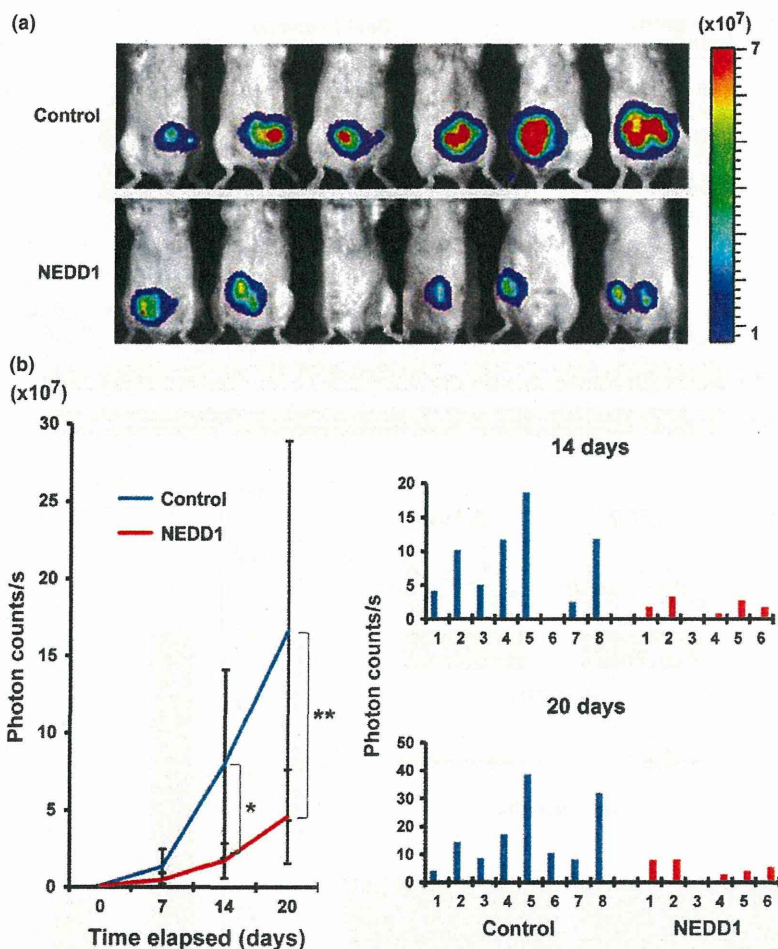 (a)
(x10⁷)
7
Control
NEDD1
1
(b)
(x10⁷)
30
25
20
15
10
5
0
Photon counts/s
Control
NEDD1
*
**
0 7 14 20
Time elapsed (days)
14 days
20
15
10
5
0
1 2 3 4 5 6 7 8 1 2 3 4 5 6
Photon counts/s
20 days
50
40
30
20
10
0
1 2 3 4 5 6 7 8 1 2 3 4 5 6
Control NEDD1